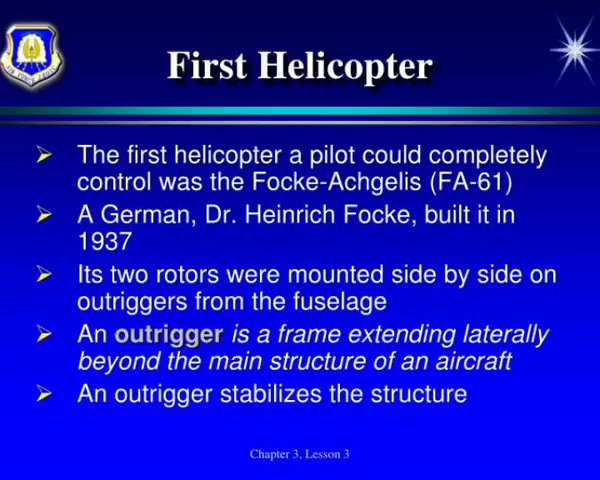 First Helicopter
The first helicopter a pilot could completely
control was the Focke-Achgelis (FA-61)
A German, Dr. Heinrich Focke, built it in
1937
Its two rotors were mounted side by side on
outriggers from the fuselage
An outrigger is a frame extending laterally
beyond the main structure of an aircraft
An outrigger stabilizes the structure
Chapter 3, Lesson 3